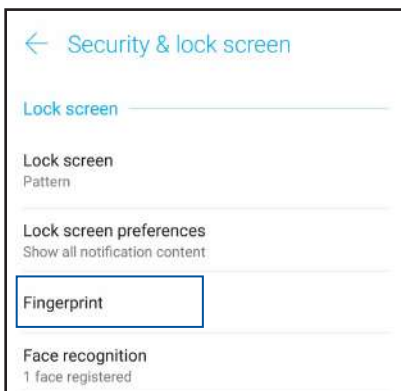 Security & lock screen
Lock screen
Lock screen
Pattern
Lock screen preferences
Show all notification content
Fingerprint
Face recognition
1 face registered